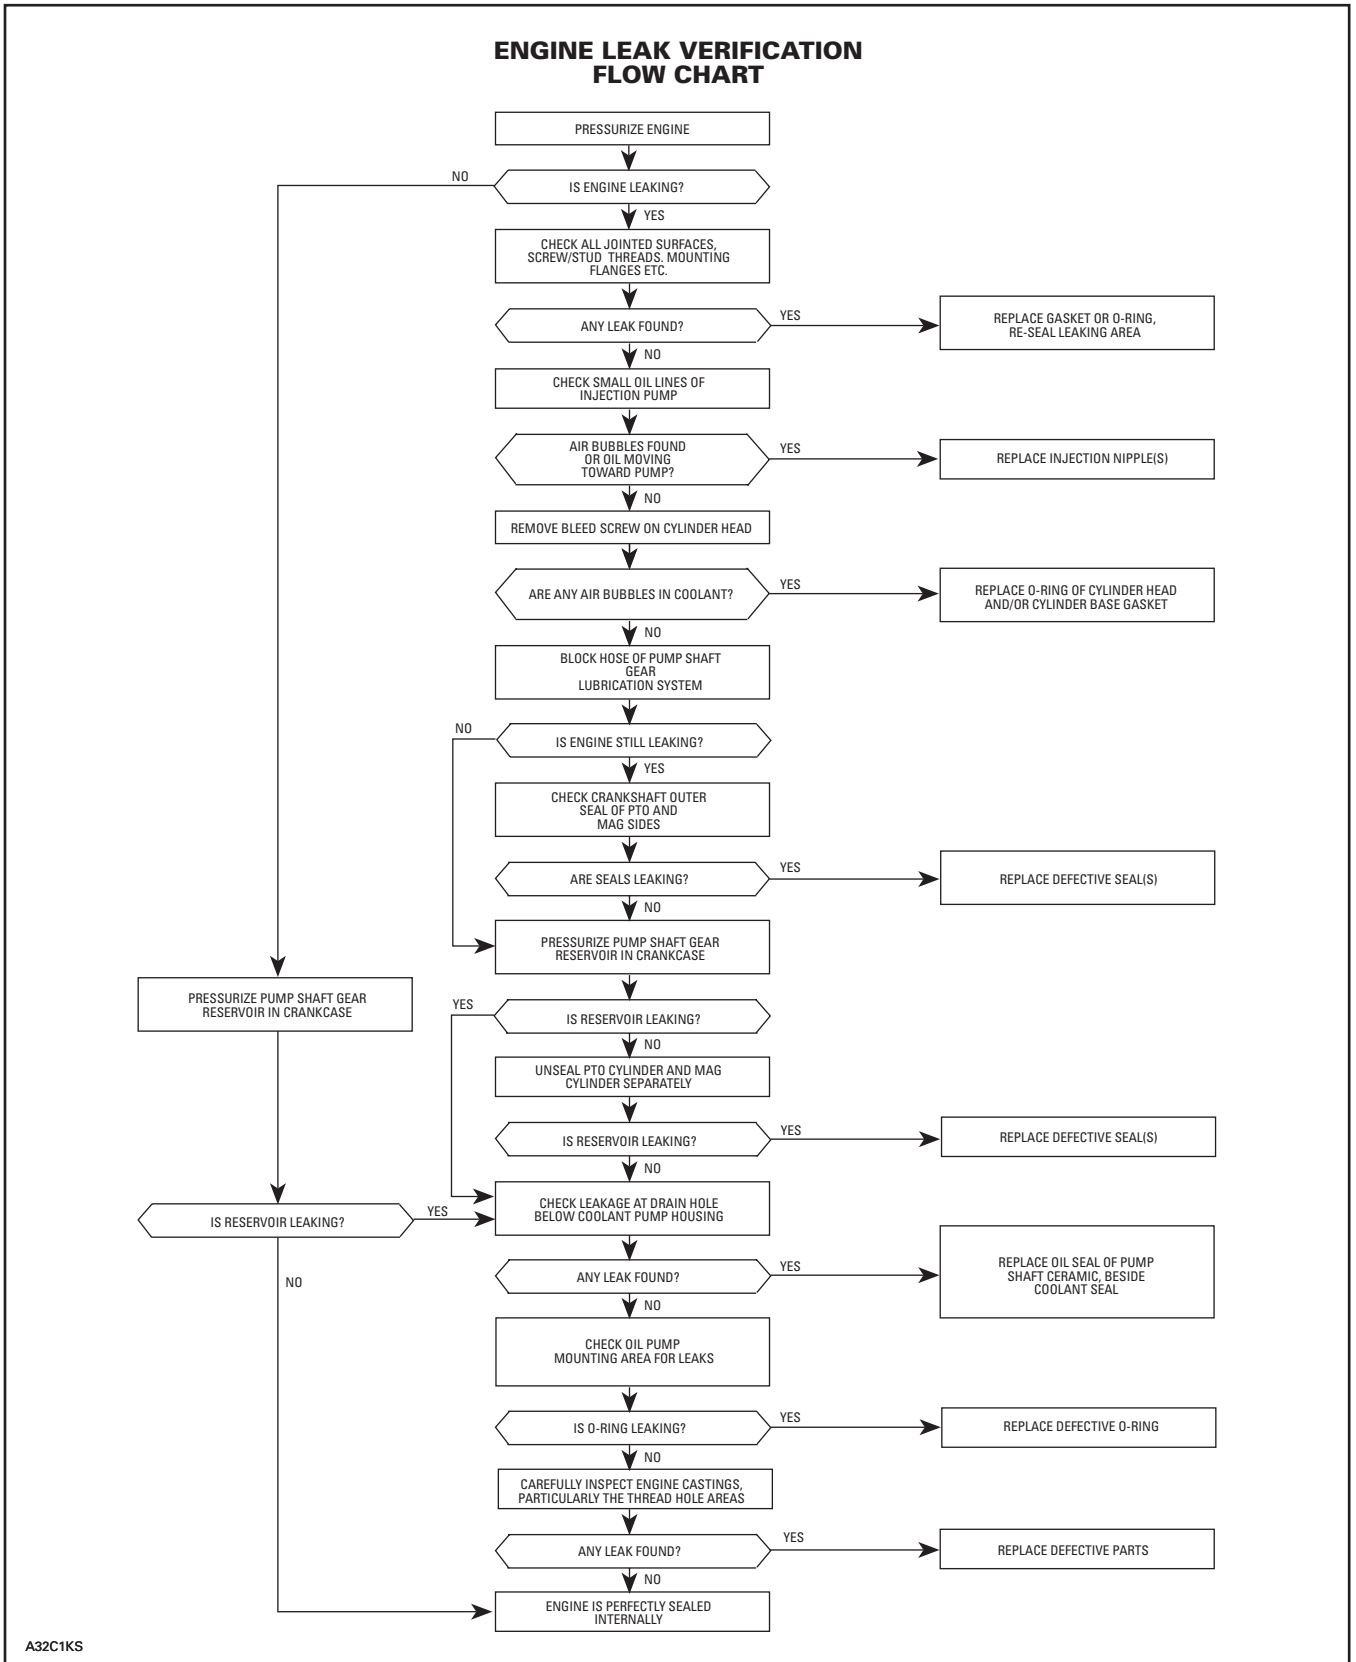 ENGINE LEAK VERIFICATION
FLOW CHART
PRESSURIZE ENGINE
NO
IS ENGINE LEAKING?
YES
CHECK ALL JOINTED SURFACES,
SCREW/STUD THREADS. MOUNTING
FLANGES ETC.
ANY LEAK FOUND?
YES
REPLACE GASKET OR O-RING,
RE-SEAL LEAKING AREA
NO
CHECK SMALL OIL LINES OF
INJECTION PUMP
AIR BUBBLES FOUND
OR OIL MOVING
TOWARD PUMP?
YES
REPLACE INJECTION NIPPLE(S)
NO
REMOVE BLEED SCREW ON CYLINDER HEAD
ARE ANY AIR BUBBLES IN COOLANT?
YES
REPLACE O-RING OF CYLINDER HEAD
AND/OR CYLINDER BASE GASKET
NO
BLOCK HOSE OF PUMP SHAFT
GEAR
LUBRICATION SYSTEM
NO
IS ENGINE STILL LEAKING?
YES
CHECK CRANKSHAFT OUTER
SEAL OF PTO AND
MAG SIDES
ARE SEALS LEAKING?
YES
REPLACE DEFECTIVE SEAL(S)
NO
PRESSURIZE PUMP SHAFT GEAR
RESERVOIR IN CRANKCASE
PRESSURIZE PUMP SHAFT GEAR
RESERVOIR IN CRANKCASE
YES
IS RESERVOIR LEAKING?
NO
UNSEAL PTO CYLINDER AND MAG
CYLINDER SEPARATELY
IS RESERVOIR LEAKING?
YES
REPLACE DEFECTIVE SEAL(S)
NO
CHECK LEAKAGE AT DRAIN HOLE
BELOW COOLANT PUMP HOUSING
IS RESERVOIR LEAKING?
YES
NO
ANY LEAK FOUND?
YES
REPLACE OIL SEAL OF PUMP
SHAFT CERAMIC, BESIDE
COOLANT SEAL
NO
CHECK OIL PUMP
MOUNTING AREA FOR LEAKS
IS O-RING LEAKING?
YES
REPLACE DEFECTIVE O-RING
NO
CAREFULLY INSPECT ENGINE CASTINGS,
PARTICULARLY THE THREAD HOLE AREAS
ANY LEAK FOUND?
YES
REPLACE DEFECTIVE PARTS
NO
ENGINE IS PERFECTLY SEALED
INTERNALLY
A32C1KS